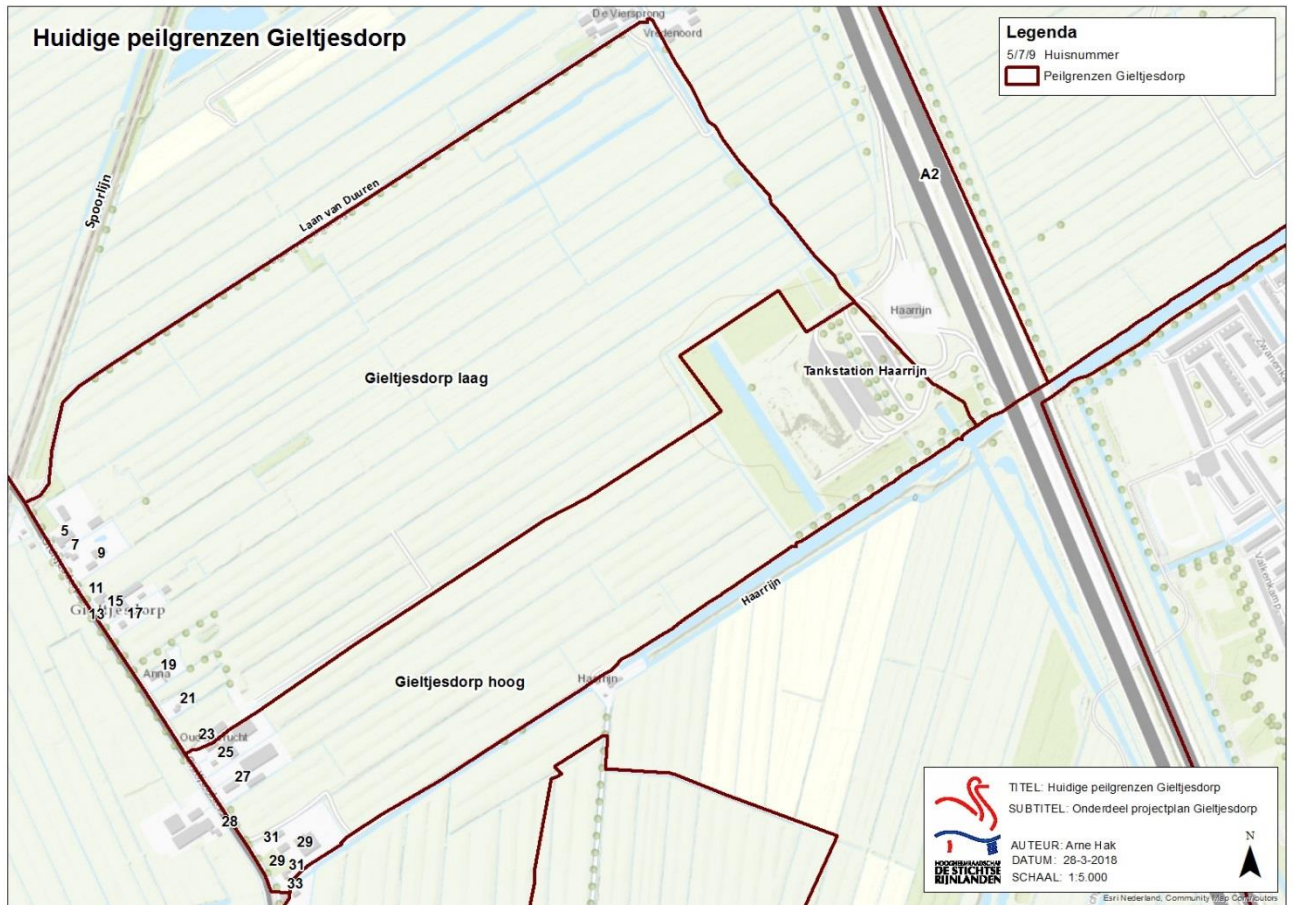 Huidige peilgrenzen Gieltjesdorp
De Viersprong
Vredenoord
Legenda
5/7/9 Huisnummer
Peilgrenzen Gieltjesdorp
A2
Spoorlijn
Laan van Duuren
Haarrijn
Tankstation Haarrijn
Gieltjesdorp laag
Zwanenka
Valkenkamp
5
7
9
11
15
Gieltjesdorp
13
17
19
Anna
21
Haarrijn
Haarrijn
Gieltjesdorp hoog
23
25
27
28
31
29
29
31
33
TITEL: Huidige peilgrenzen Gieltjesdorp
SUBTITEL: Onderdeel projectplan Gieltjesdorp
AUTEUR: Arne Hak
DATUM: 28-3-2018
SCHAAL: 1:5.000
N
HOOGHEEMRAADSCHAP
DE STICHTSE
RIJNLANDEN
Esri Nederland, Community Map Contributors